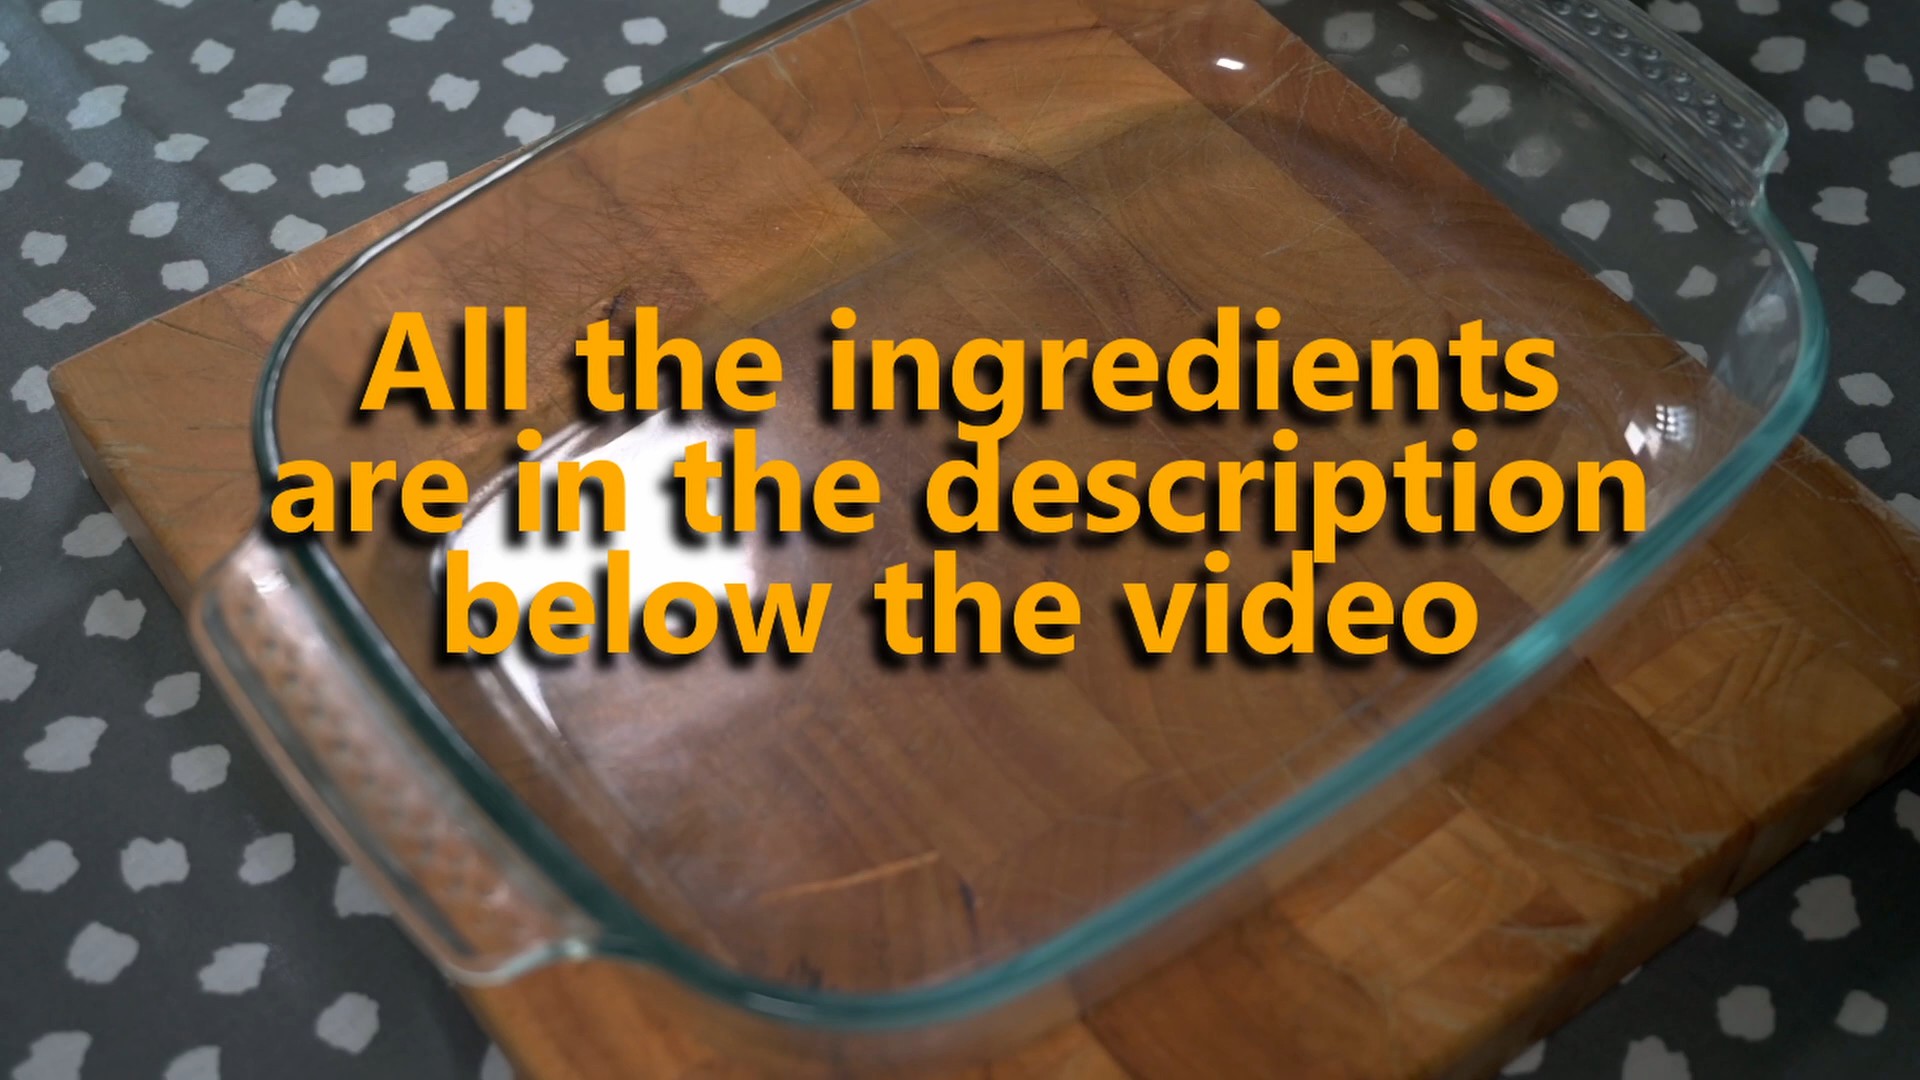 All the ingredients
are in the description
below the video